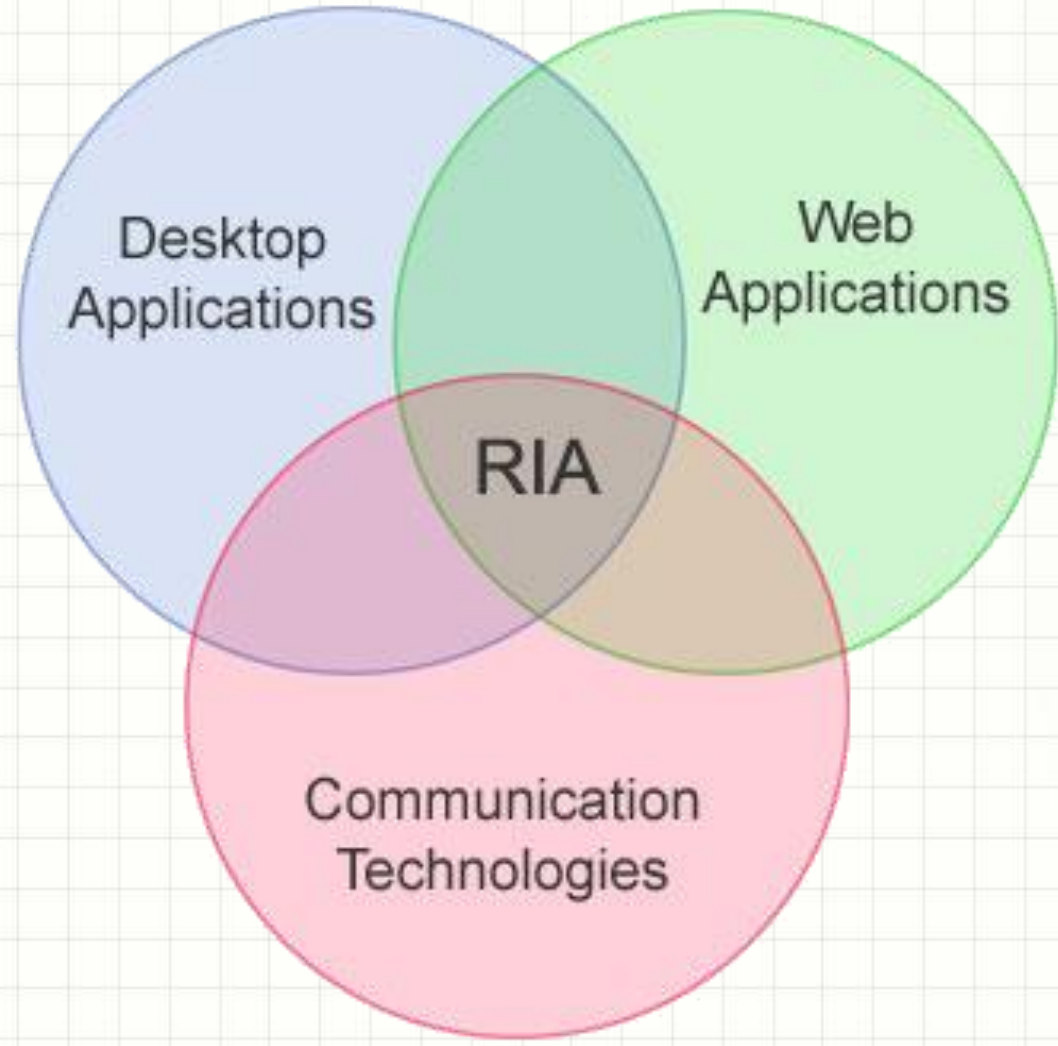 Desktop
Applications
Web
Applications
RIA
Communication
Technologies